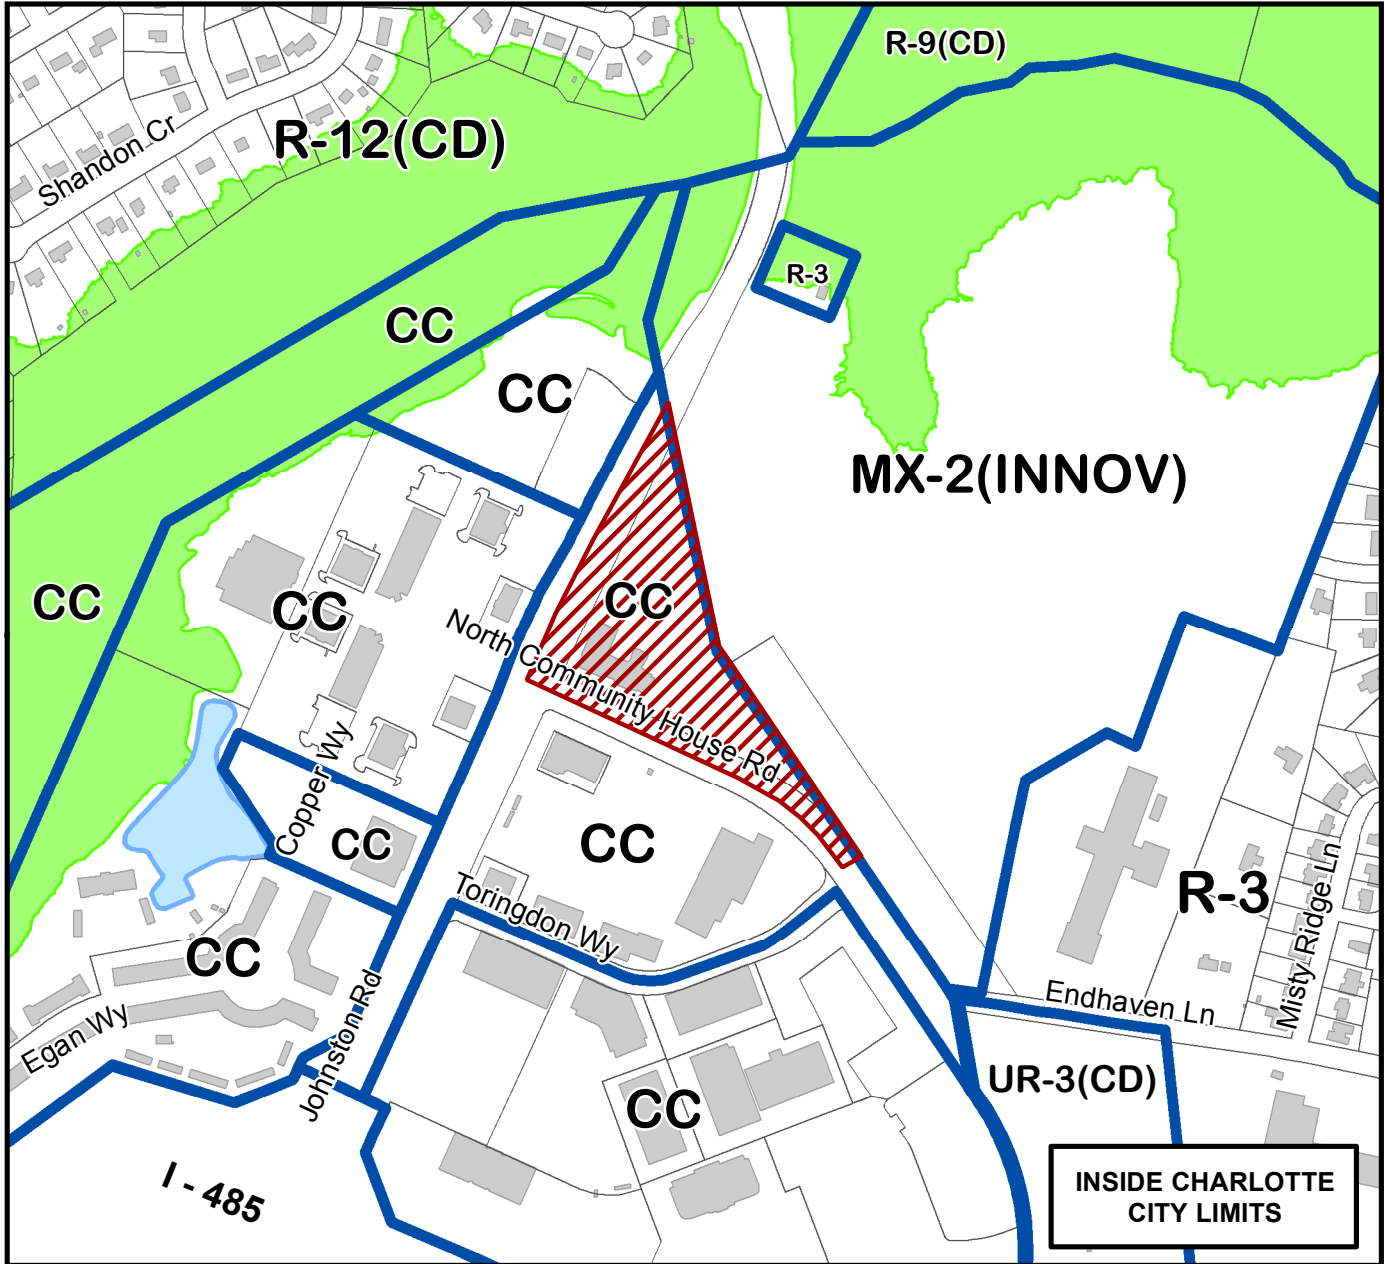 R-9(CD)
R-12(CD)
Shandon Cr
R-3
CC
CC
MX-2(INNOV)
CC
CC
CC
North Community House Rd
Copper Wy
CC
CC
R-3
Misty Ridge Ln
Toringdon Wy
CC
Egan Wy
Johnston Rd
Endhaven Ln
UR-3(CD)
CC
I - 485
INSIDE CHARLOTTE
CITY LIMITS